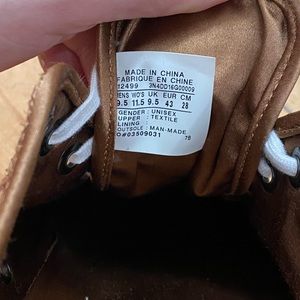 MADE IN CHINA
FABRIQUE EN CHINE
12499 3N4DD16G00009
MENS WO'S UK EUR CM
9.5 11.5 9.5 43 28
GENDER : UNISEX
UPPER : TEXTILE
LINING :
OUTSOLE : MAN-MADE
PO#03509031